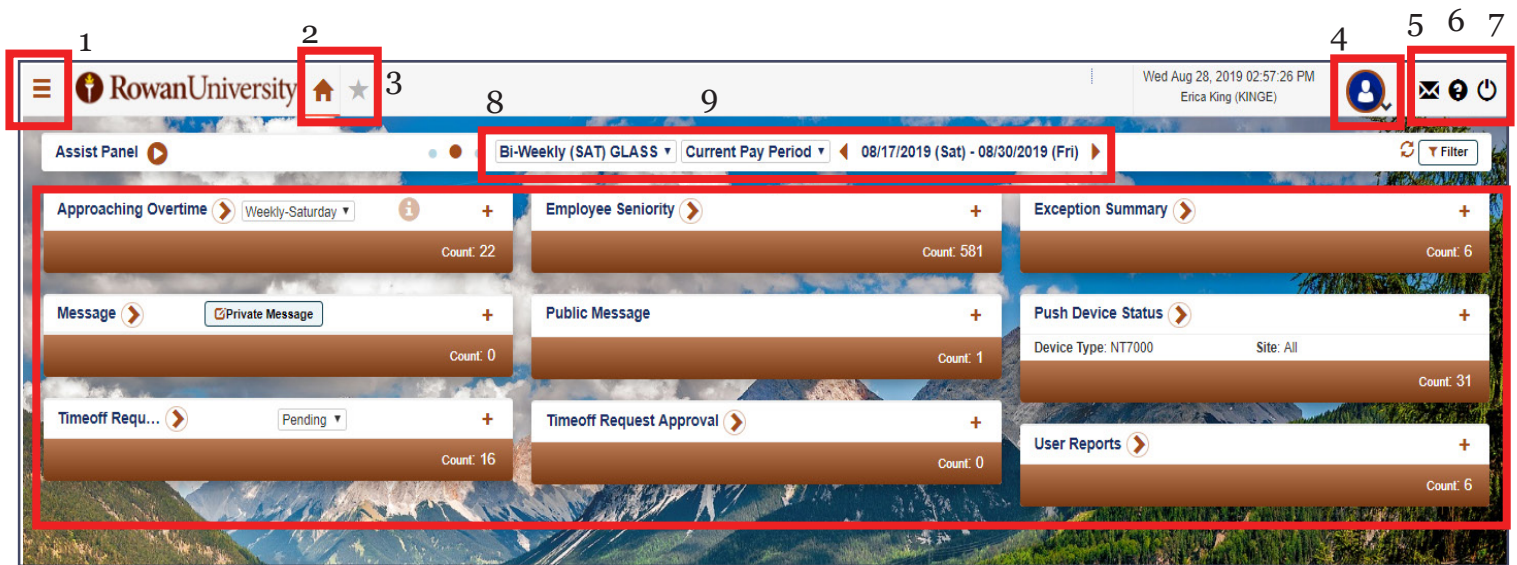 1 2 3 4 5 6 7
RowanUniversity
Wed Aug 28, 2019 02:57:26 PM
Erica King (KINGE)
8 9
Assist Panel
Bi-Weekly (SAT) GLASS Current Pay Period 08/17/2019 (Sat) - 08/30/2019 (Fri)
Filter
Approaching Overtime Weekly-Saturday +
Count: 22
Employee Seniority +
Count: 581
Exception Summary +
Count: 6
Message Private Message +
Count: 0
Public Message +
Count: 1
Push Device Status +
Device Type: NT7000 Site: All
Count: 31
Timeoff Requ... Pending +
Count: 16
Timeoff Request Approval +
Count: 0
User Reports +
Count: 6